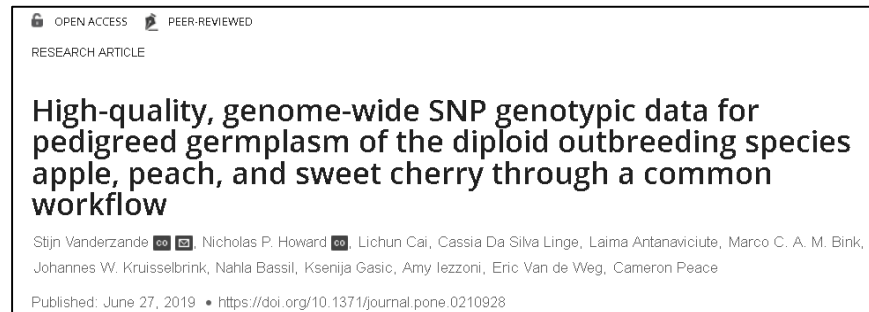 OPEN ACCESS PEER-REVIEWED
RESEARCH ARTICLE
High-quality, genome-wide SNP genotypic data for
pedigreed germplasm of the diploid outbreeding species
apple, peach, and sweet cherry through a common
workflow
Stijn Vanderzande co, Nicholas P. Howard co, Lichun Cai, Cassia Da Silva Linge, Laima Antanaviciute, Marco C. A. M. Bink,
Johannes W. Kruisselbrink, Nahla Bassil, Ksenija Gasic, Amy Iezzoni, Eric Van de Weg, Cameron Peace
Published: June 27, 2019 • https://doi.org/10.1371/journal.pone.0210928